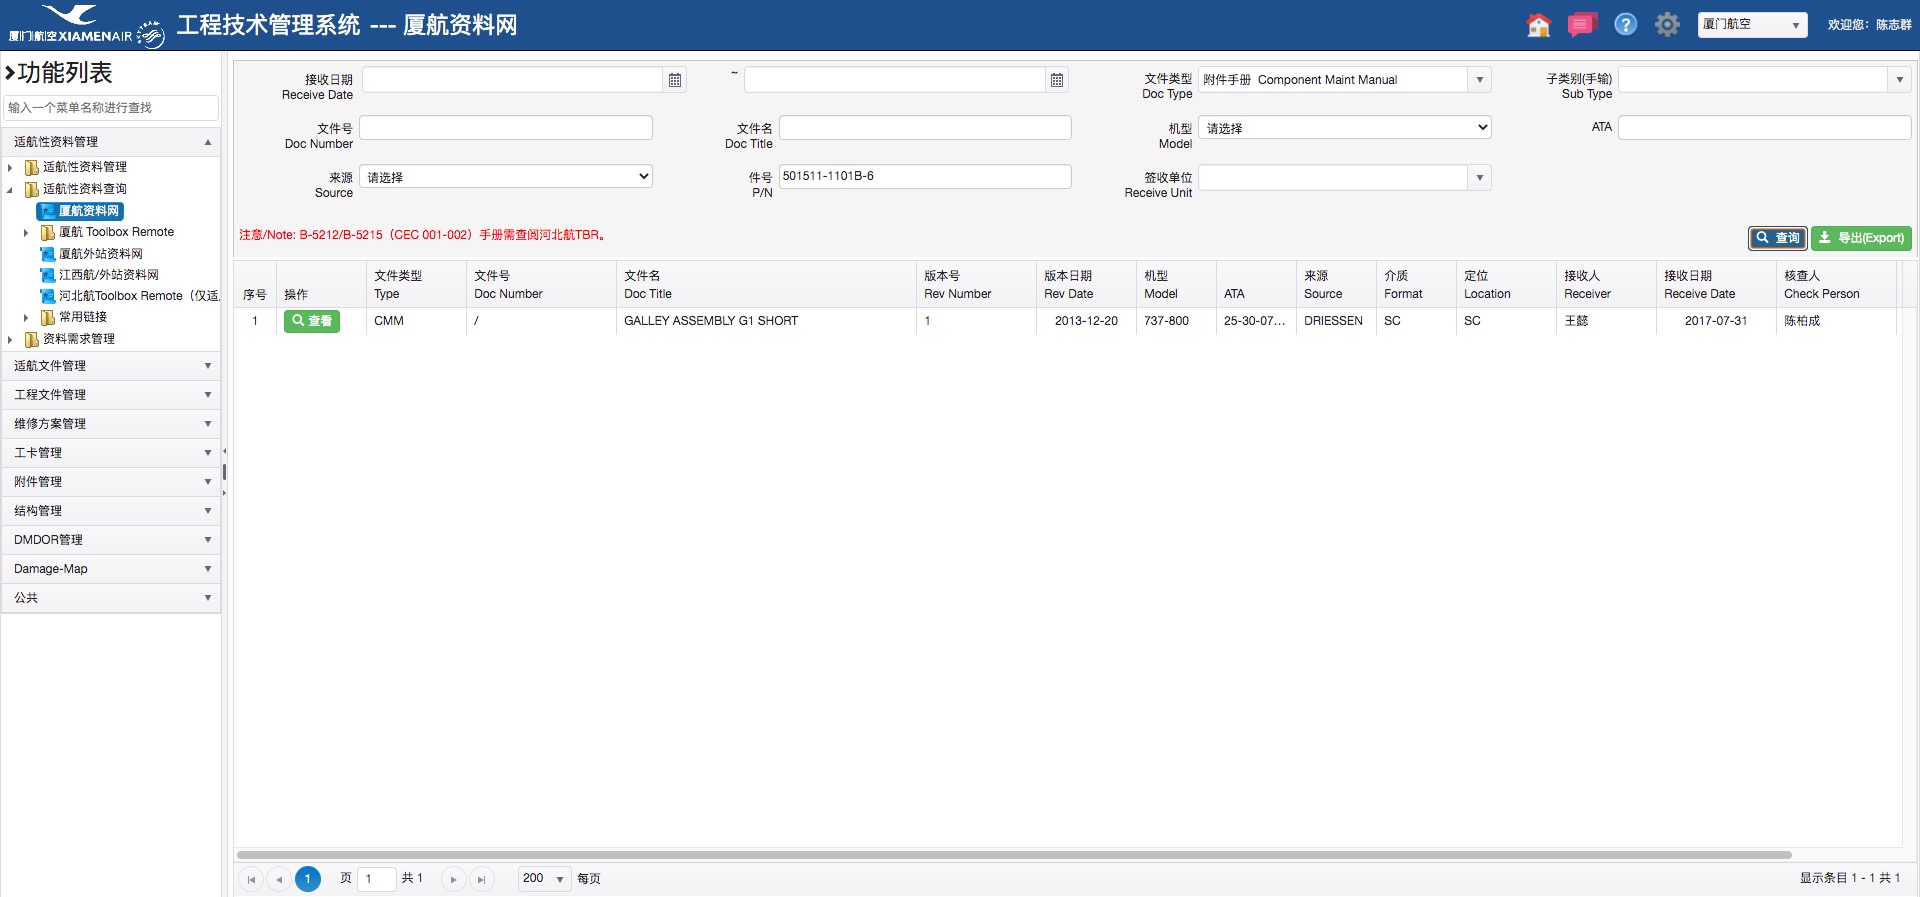 厦门航空 XIAMENAIR
工程技术管理系统 --- 厦航资料网
厦门航空
欢迎您：陈志群
功能列表
输入一个菜单名称进行查找
适航性资料管理
适航性资料管理
适航性资料查询
厦航资料网
厦航 Toolbox Remote
厦航外站资料网
江西航/外站资料网
河北航Toolbox Remote（仅适
常用链接
资料需求管理
适航文件管理
工程文件管理
维修方案管理
工卡管理
附件管理
结构管理
DMDOR管理
Damage-Map
公共
接收日期
Receive Date
~
文件类型
Doc Type
附件手册 Component Maint Manual
子类别(手输)
Sub Type
文件号
Doc Number
文件名
Doc Title
机型
Model
请选择
ATA
来源
Source
请选择
件号
P/N
501511-1101B-6
签收单位
Receive Unit
注意/Note: B-5212/B-5215（CEC 001-002）手册需查阅河北航TBR。
查询
导出(Export)
序号 操作 文件类型 Type 文件号 Doc Number 文件名 Doc Title 版本号 Rev Number 版本日期 Rev Date 机型 Model ATA 来源 Source 介质 Format 定位 Location 接收人 Receiver 接收日期 Receive Date 核查人 Check Person
1 查看 CMM / GALLEY ASSEMBLY G1 SHORT 1 2013-12-20 737-800 25-30-07... DRIESSEN SC SC 王懿 2017-07-31 陈柏成
1 页 1 共 1 200 每页
显示条目 1 - 1 共 1